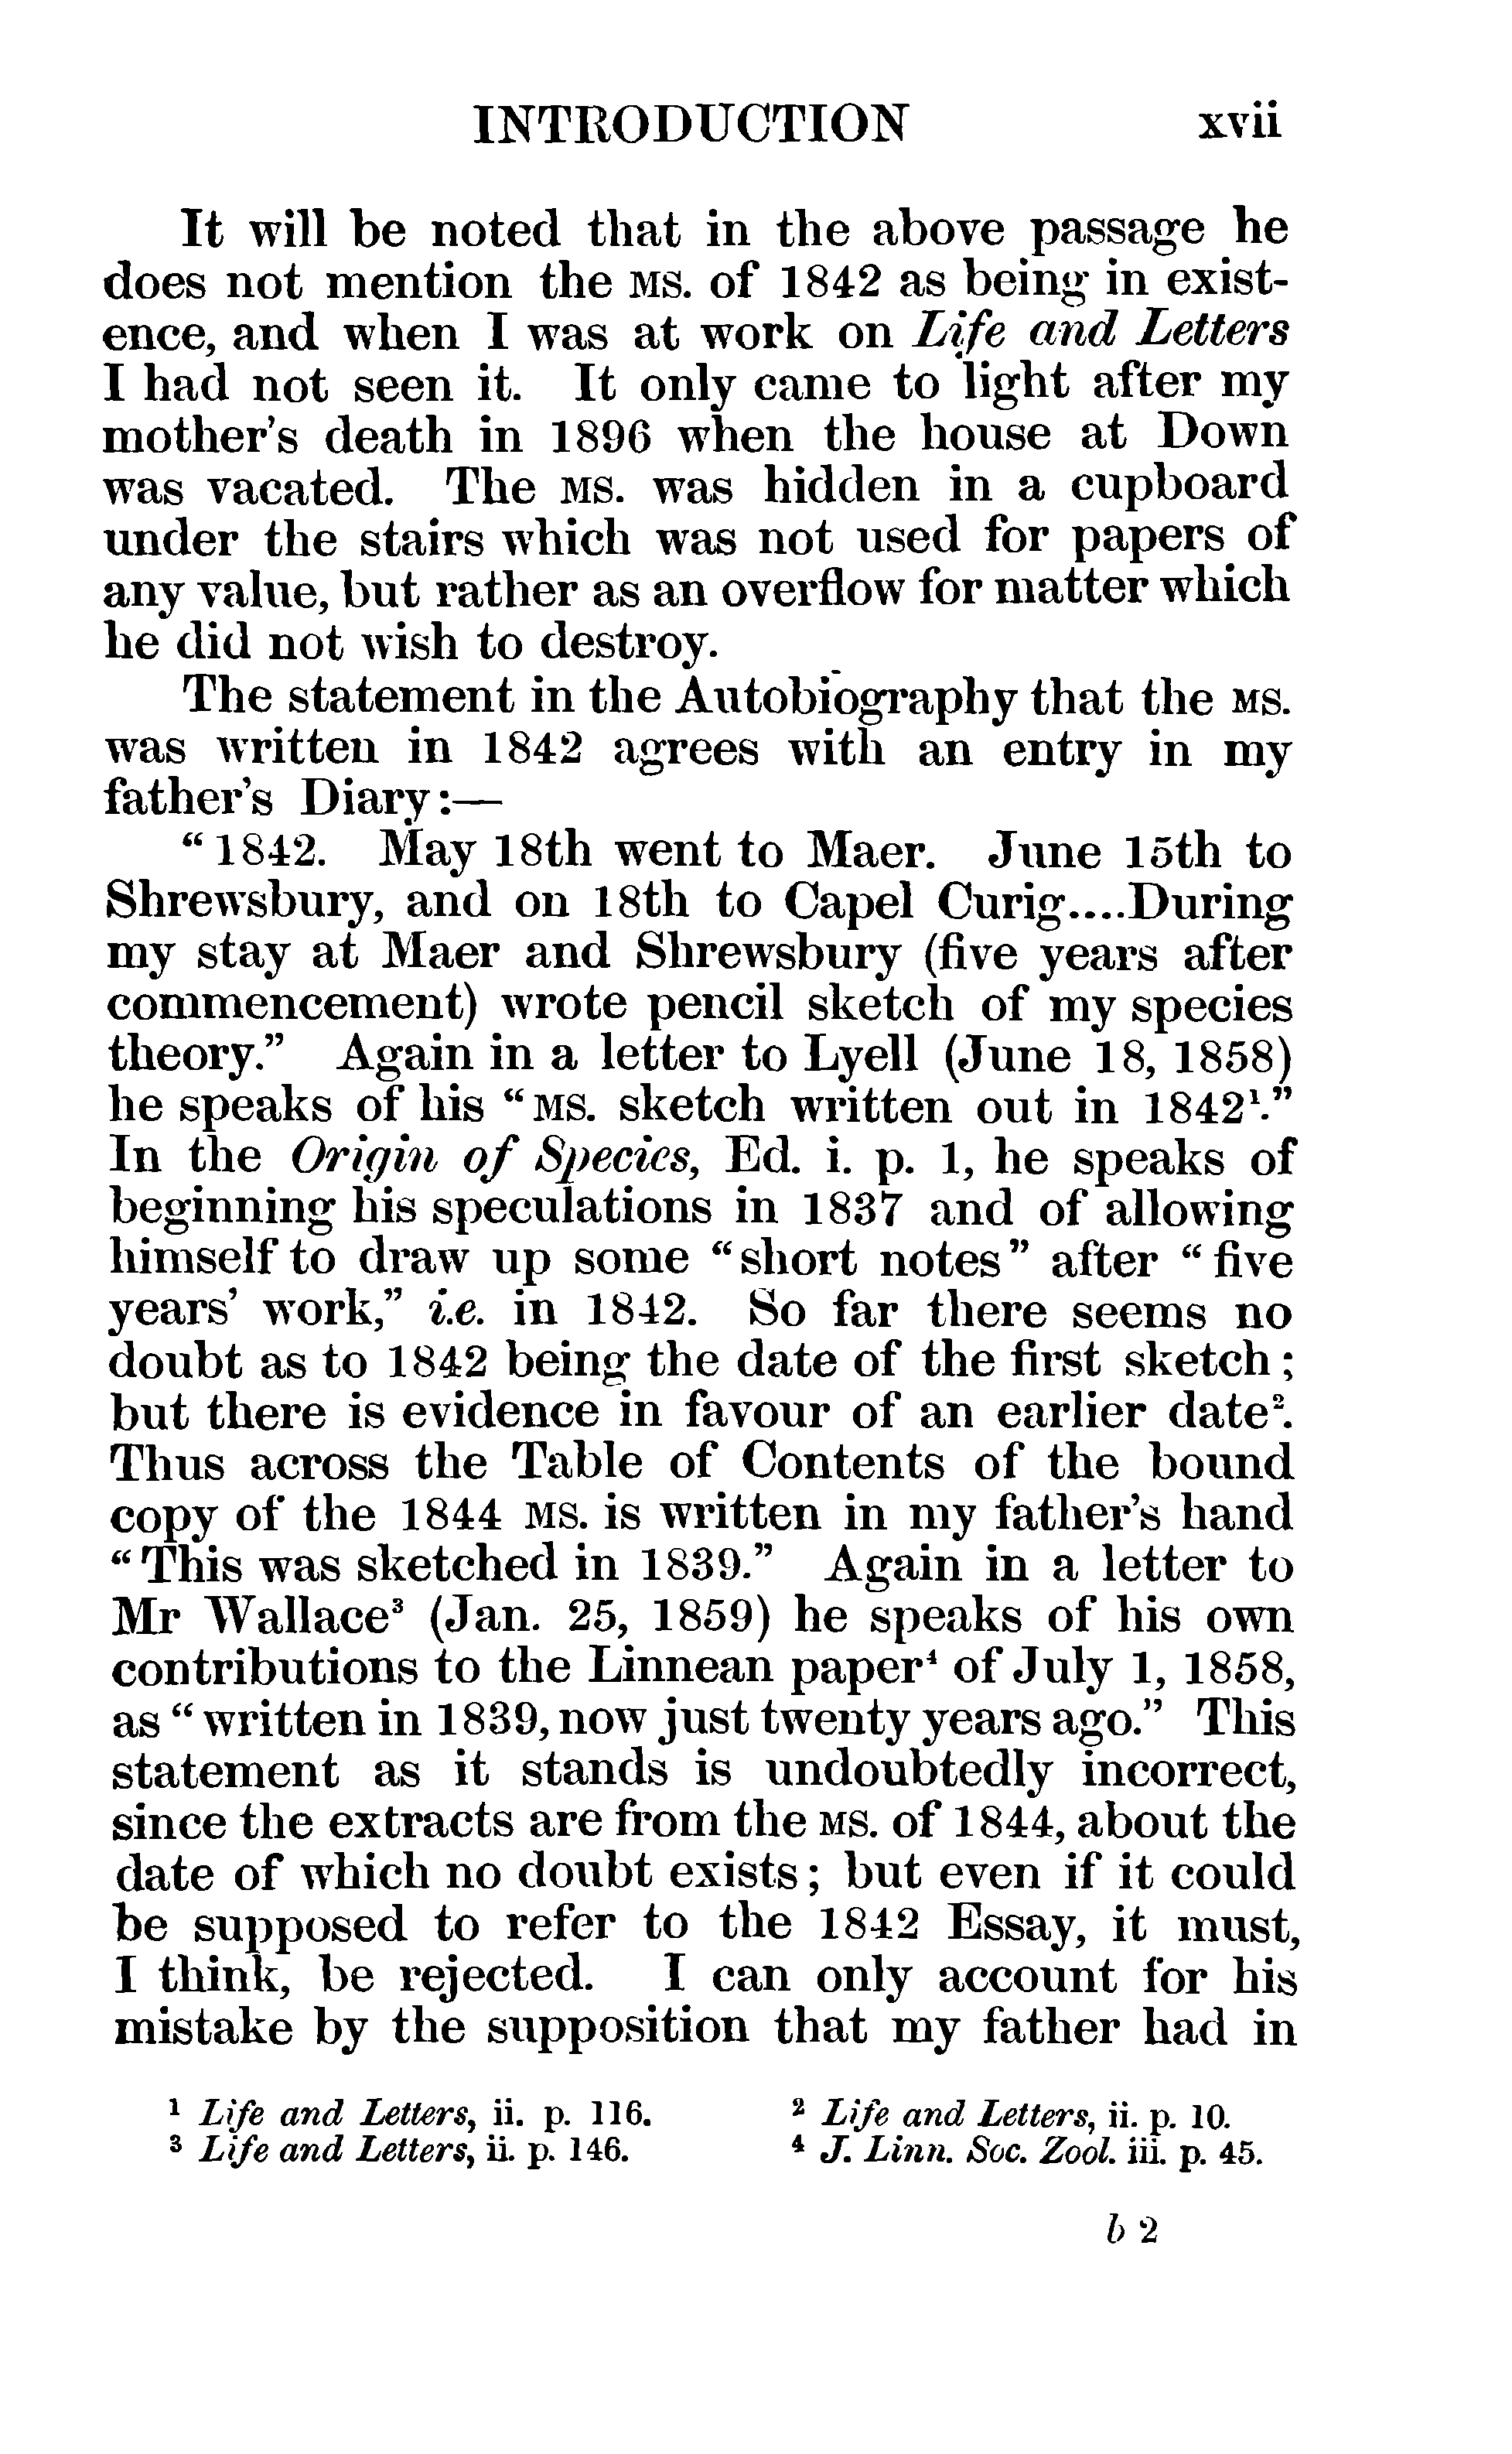 INTRODUCTION xvii
It will be noted that in the above passage he
does not mention the MS. of 1842 as being in exist-
ence, and when I was at work on Life and Letters
I had not seen it. It only came to light after my
mother's death in 1896 when the house at Down
was vacated. The MS. was hidden in a cupboard
under the stairs which was not used for papers of
any value, but rather as an overflow for matter which
he did not wish to destroy.
The statement in the Autobiography that the MS.
was written in 1842 agrees with an entry in my
father's Diary:—
“1842. May 18th went to Maer. June 15th to
Shrewsbury, and on 18th to Capel Curig....During
my stay at Maer and Shrewsbury (five years after
commencement) wrote pencil sketch of my species
theory.” Again in a letter to Lyell (June 18, 1858)
he speaks of his “MS. sketch written out in 1842¹.”
In the Origin of Species, Ed. i. p. 1, he speaks of
beginning his speculations in 1837 and of allowing
himself to draw up some “short notes” after “five
years' work,” i.e. in 1842. So far there seems no
doubt as to 1842 being the date of the first sketch;
but there is evidence in favour of an earlier date².
Thus across the Table of Contents of the bound
copy of the 1844 MS. is written in my father's hand
“This was sketched in 1839.” Again in a letter to
Mr Wallace³ (Jan. 25, 1859) he speaks of his own
contributions to the Linnean paper⁴ of July 1, 1858,
as “written in 1839, now just twenty years ago.” This
statement as it stands is undoubtedly incorrect,
since the extracts are from the MS. of 1844, about the
date of which no doubt exists; but even if it could
be supposed to refer to the 1842 Essay, it must,
I think, be rejected. I can only account for his
mistake by the supposition that my father had in
¹ Life and Letters, ii. p. 116. ² Life and Letters, ii. p. 10.
³ Life and Letters, ii. p. 146. ⁴ J. Linn. Soc. Zool. iii. p. 45.
b 2